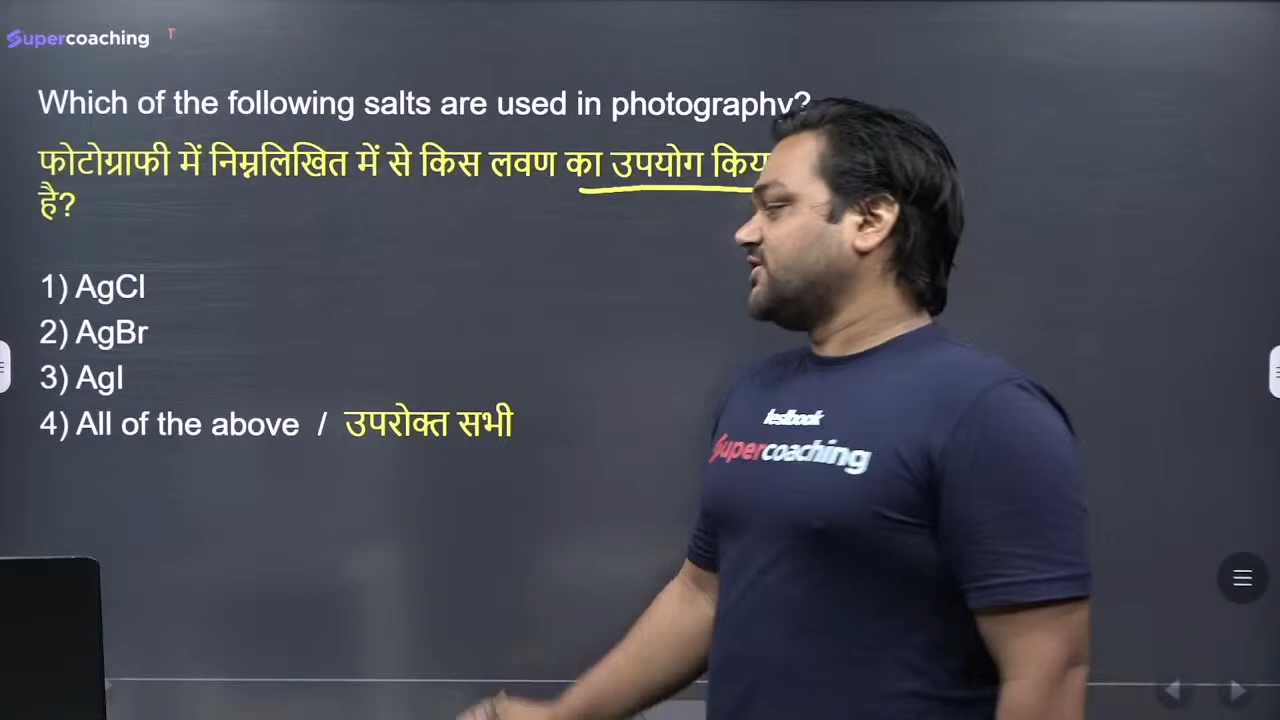 Supercoaching
Which of the following salts are used in photography?
फोटोग्राफी में निम्नलिखित में से किस लवण का उपयोग
है?
1) AgCl
2) AgBr
3) AgI
4) All of the above / उपरोक्त सभी
testbook
Supercoaching